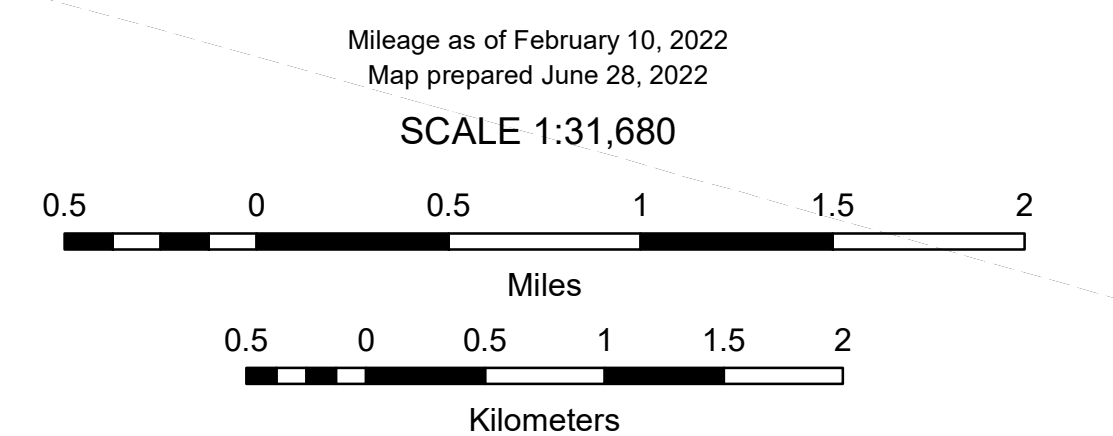 Mileage as of February 10, 2022
Map prepared June 28, 2022
SCALE 1:31,680
0.5 0 0.5 1 1.5 2
Miles
0.5 0 0.5 1 1.5 2
Kilometers